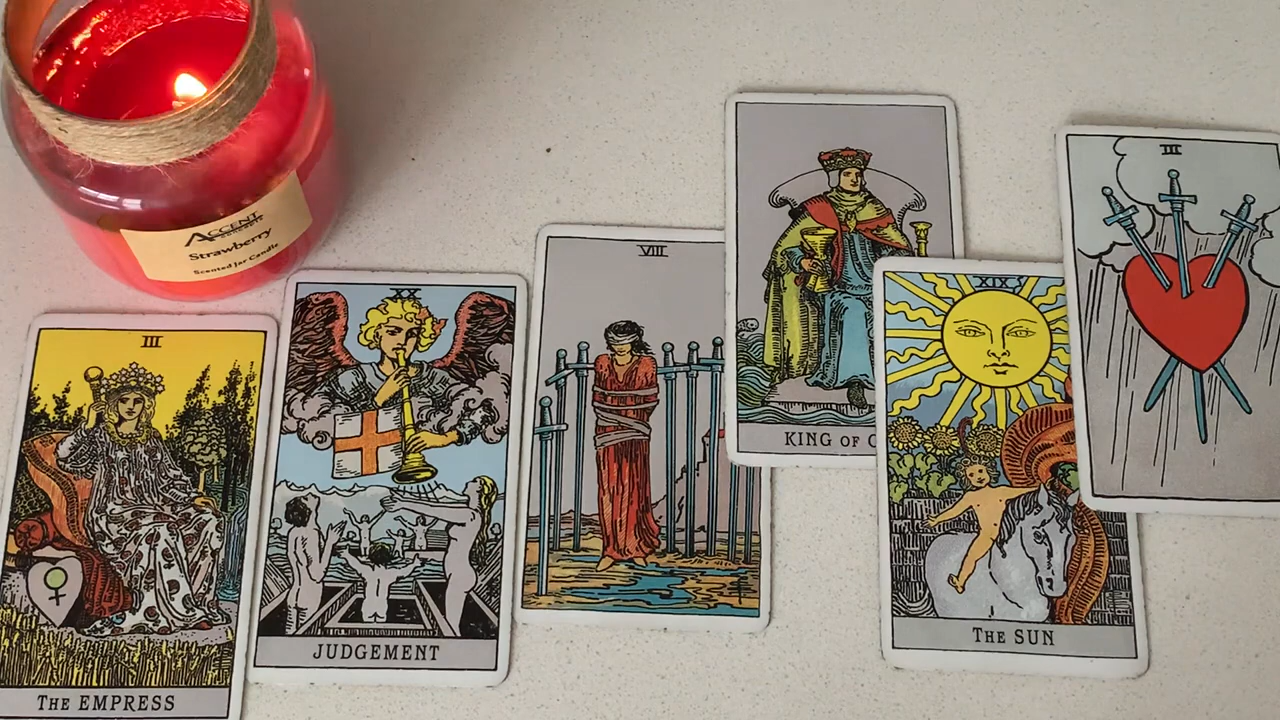 ACCENT
Strawberry
Scented Jar Candle
III
THE EMPRESS
XX
JUDGEMENT
VIII
KING OF C
XIX
THE SUN
III